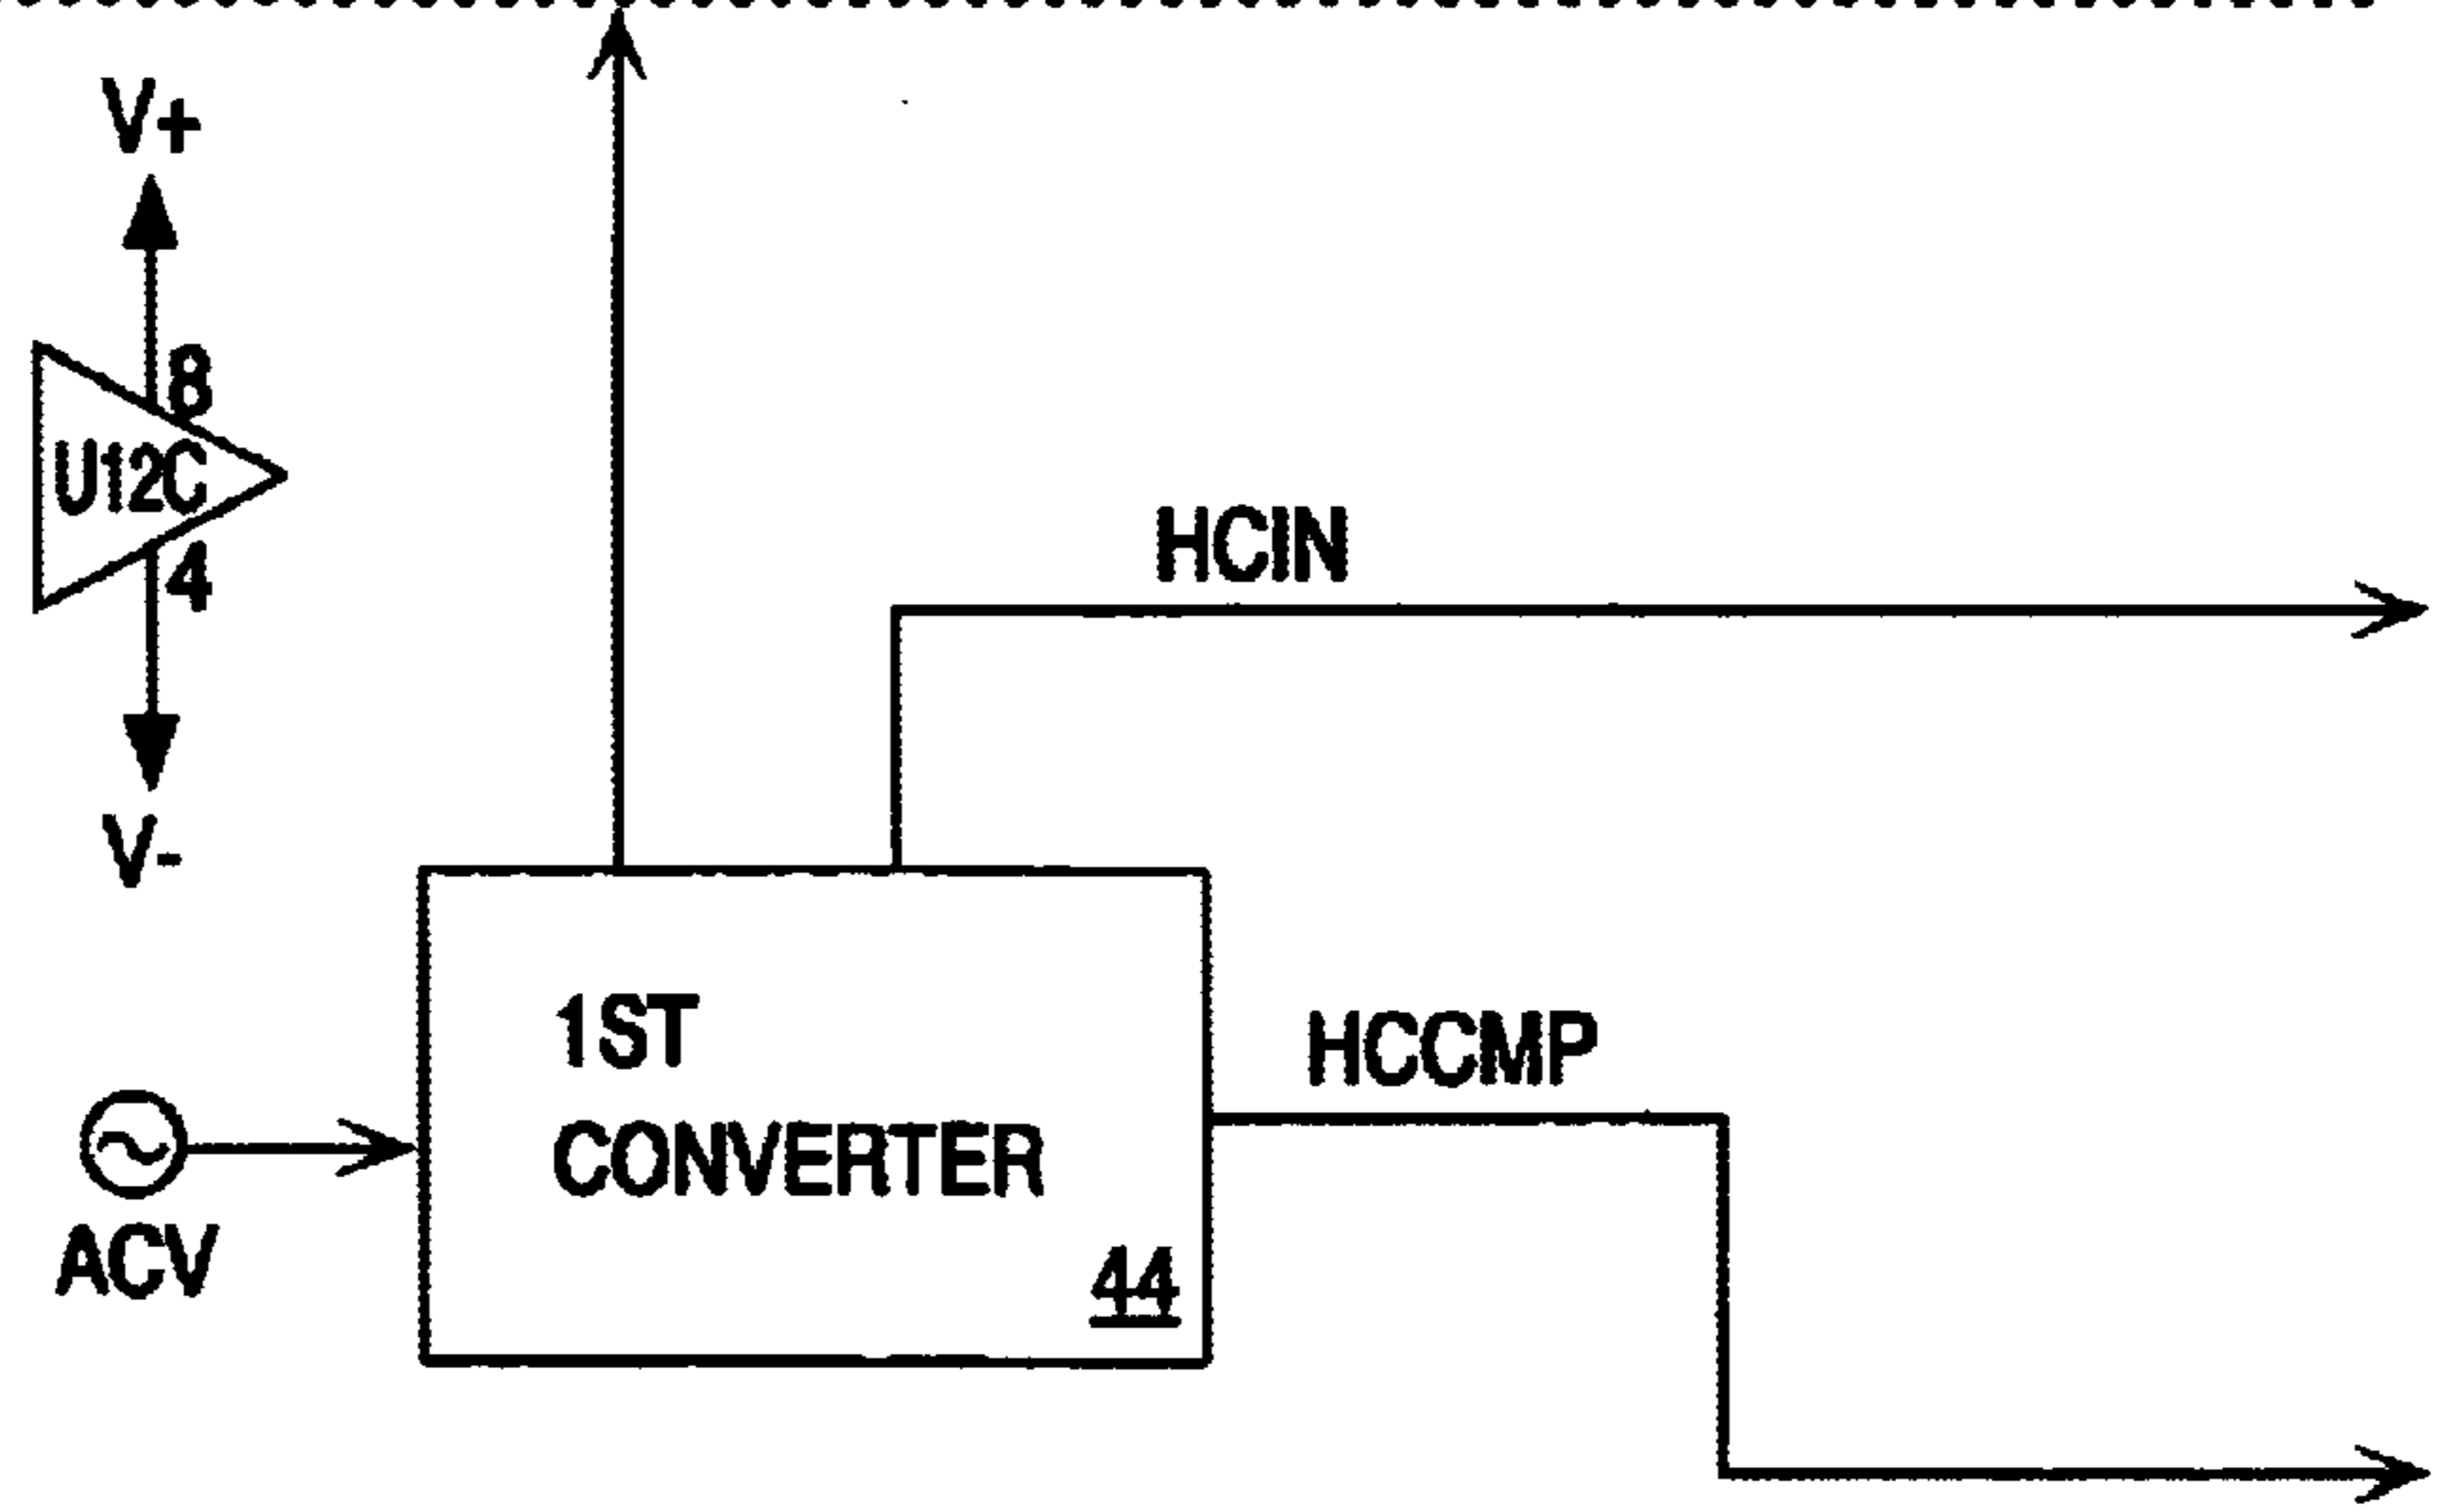 V+
8
U12C
4
V-
HCIN
1ST
CONVERTER
44
HCCMP
ACV